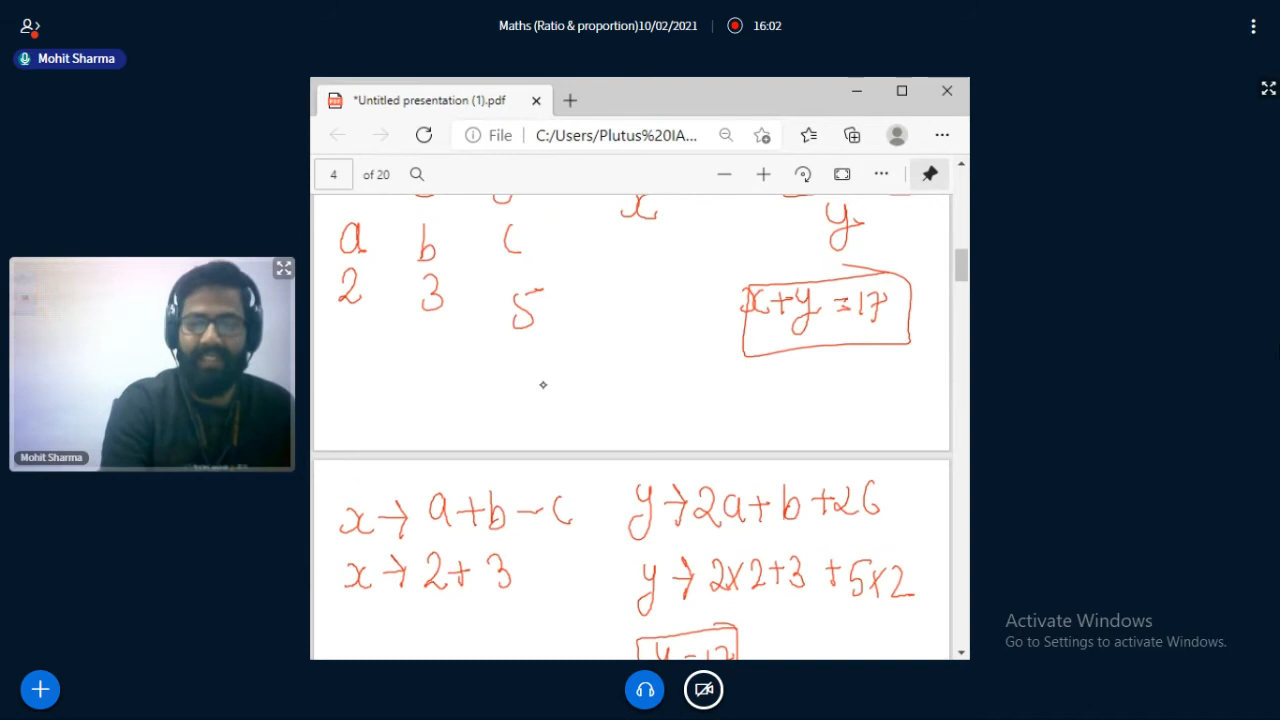 Maths (Ratio & proportion)10/02/2021 16:02
Mohit Sharma
*Untitled presentation (1).pdf
File C:/Users/Plutus%20IA...
4 of 20
x
y
a b c
2 3 5
x+y=17
Mohit Sharma
x→ a+b-c
y→2a+b+2c
x→ 2+3
y→ 2x2+3+5x2
y=17
Activate Windows
Go to Settings to activate Windows.